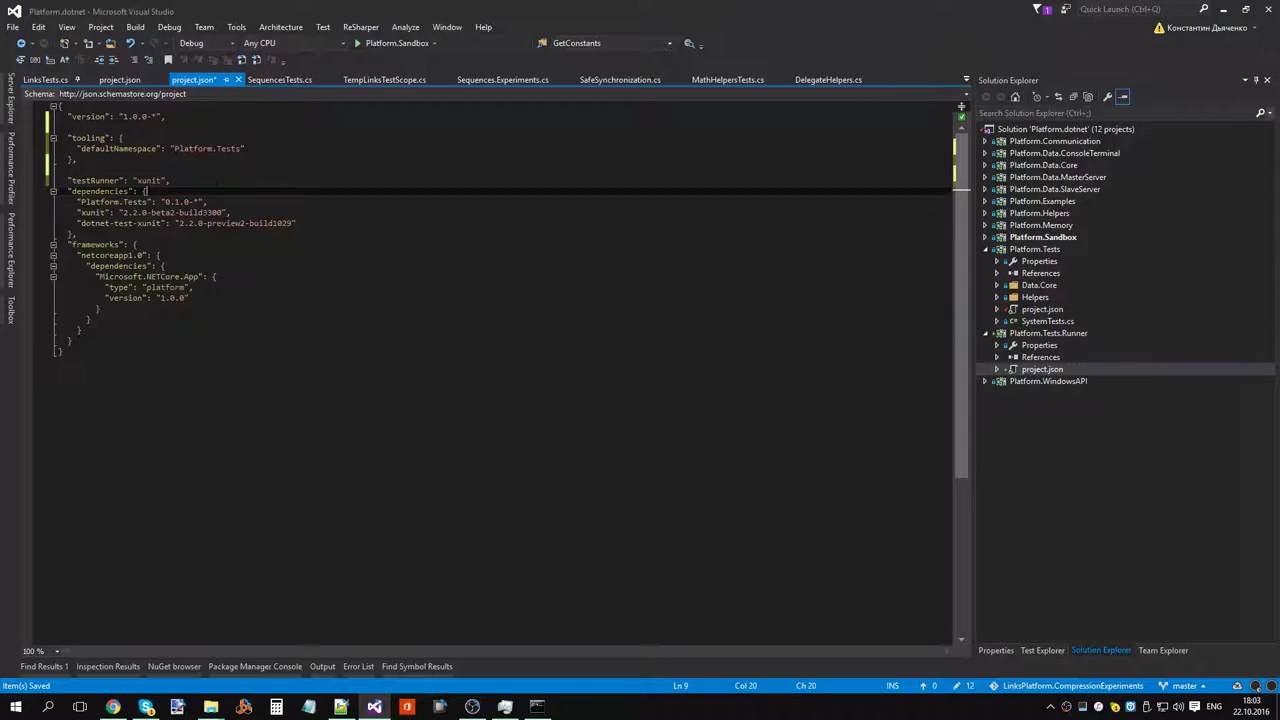 Platform.dotnet - Microsoft Visual Studio
Quick Launch (Ctrl+Q)
File Edit View Project Build Debug Team Tools Architecture Test ReSharper Analyze Window Help
Константин Дьяченко
Debug Any CPU Platform.Sandbox GetConstants
LinksTests.cs project.json project.json* SequencesTests.cs TempLinksTestScope.cs Sequences.Experiments.cs SafeSynchronization.cs MathHelpersTests.cs DelegateHelpers.cs
Schema: http://json.schemastore.org/project
{
"version": "1.0.0-*",
"tooling": {
"defaultNamespace": "Platform.Tests"
},
"testRunner": "xunit",
"dependencies": {
"Platform.Tests": "0.1.0-*",
"xunit": "2.2.0-beta2-build3300",
"dotnet-test-xunit": "2.2.0-preview2-build1029"
},
"frameworks": {
"netcoreapp1.0": {
"dependencies": {
"Microsoft.NETCore.App": {
"type": "platform",
"version": "1.0.0"
}
}
}
}
}
100 %
Server Explorer
Performance Profiler
Performance Explorer
Toolbox
Solution Explorer
Search Solution Explorer (Ctrl+;)
Solution 'Platform.dotnet' (12 projects)
Platform.Communication
Platform.Data.ConsoleTerminal
Platform.Data.Core
Platform.Data.MasterServer
Platform.Data.SlaveServer
Platform.Examples
Platform.Helpers
Platform.Memory
Platform.Sandbox
Platform.Tests
Properties
References
Data.Core
Helpers
project.json
SystemTests.cs
Platform.Tests.Runner
Properties
References
project.json
Platform.WindowsAPI
Properties Test Explorer Solution Explorer Team Explorer
Find Results 1 Inspection Results NuGet browser Package Manager Console Output Error List Find Symbol Results
Item(s) Saved Ln 9 Col 20 Ch 20 INS 0 12 LinksPlatform.CompressionExperiments master
ENG 18:03
22.10.2016